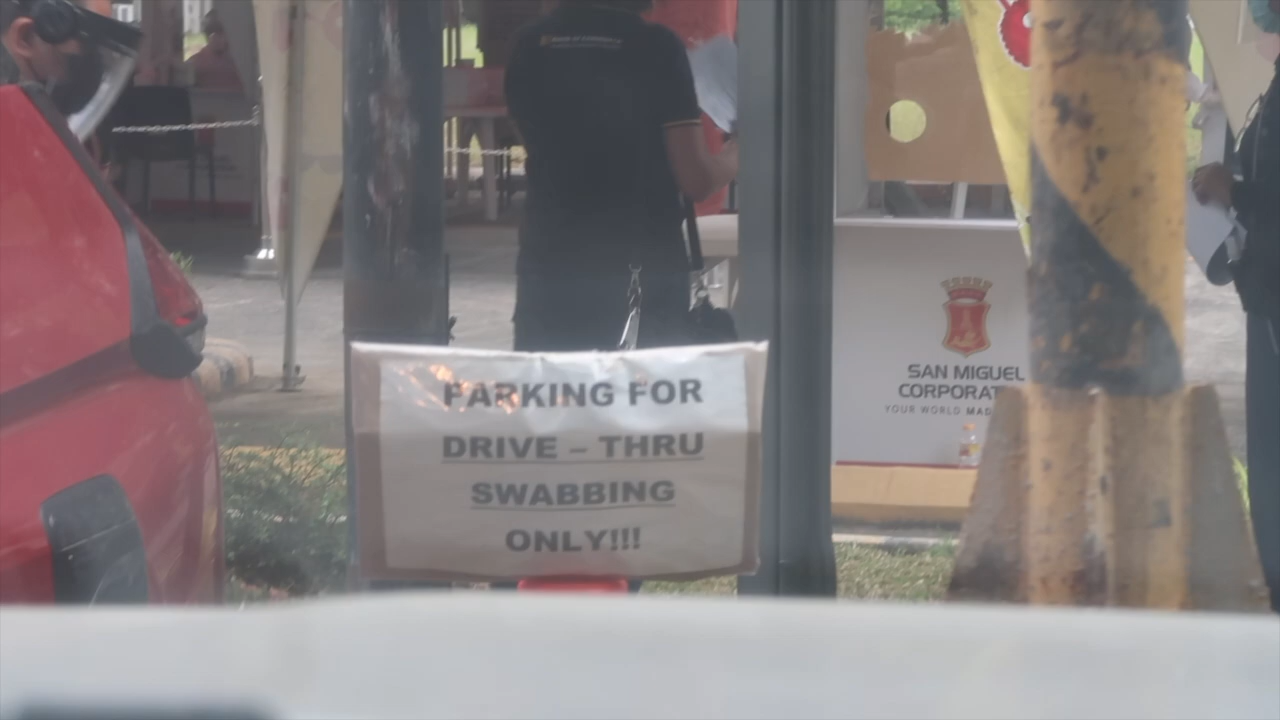 PARKING FOR
DRIVE – THRU
SWABBING
ONLY!!!
SAN MIGUEL
CORPORAT
YOUR WORLD MAD